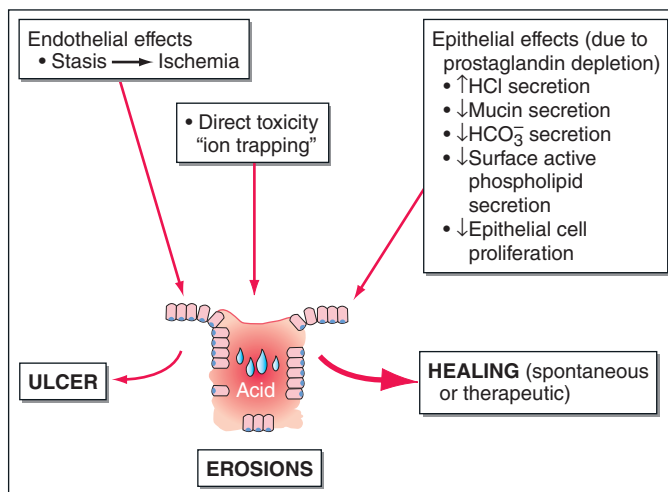 Endothelial effects
• Stasis ⟶ Ischemia
• Direct toxicity
“ion trapping”
Epithelial effects (due to
prostaglandin depletion)
• ↑HCl secretion
• ↓Mucin secretion
• ↓HCO₃⁻ secretion
• ↓Surface active
phospholipid
secretion
• ↓Epithelial cell
proliferation
ULCER
Acid
HEALING (spontaneous
or therapeutic)
EROSIONS